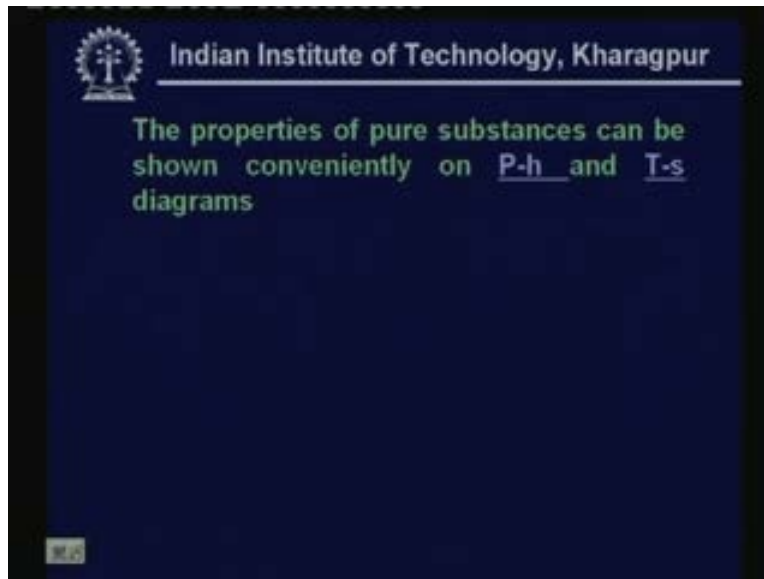 Indian Institute of Technology, Kharagpur
The properties of pure substances can be
shown conveniently on P-h and T-s
diagrams